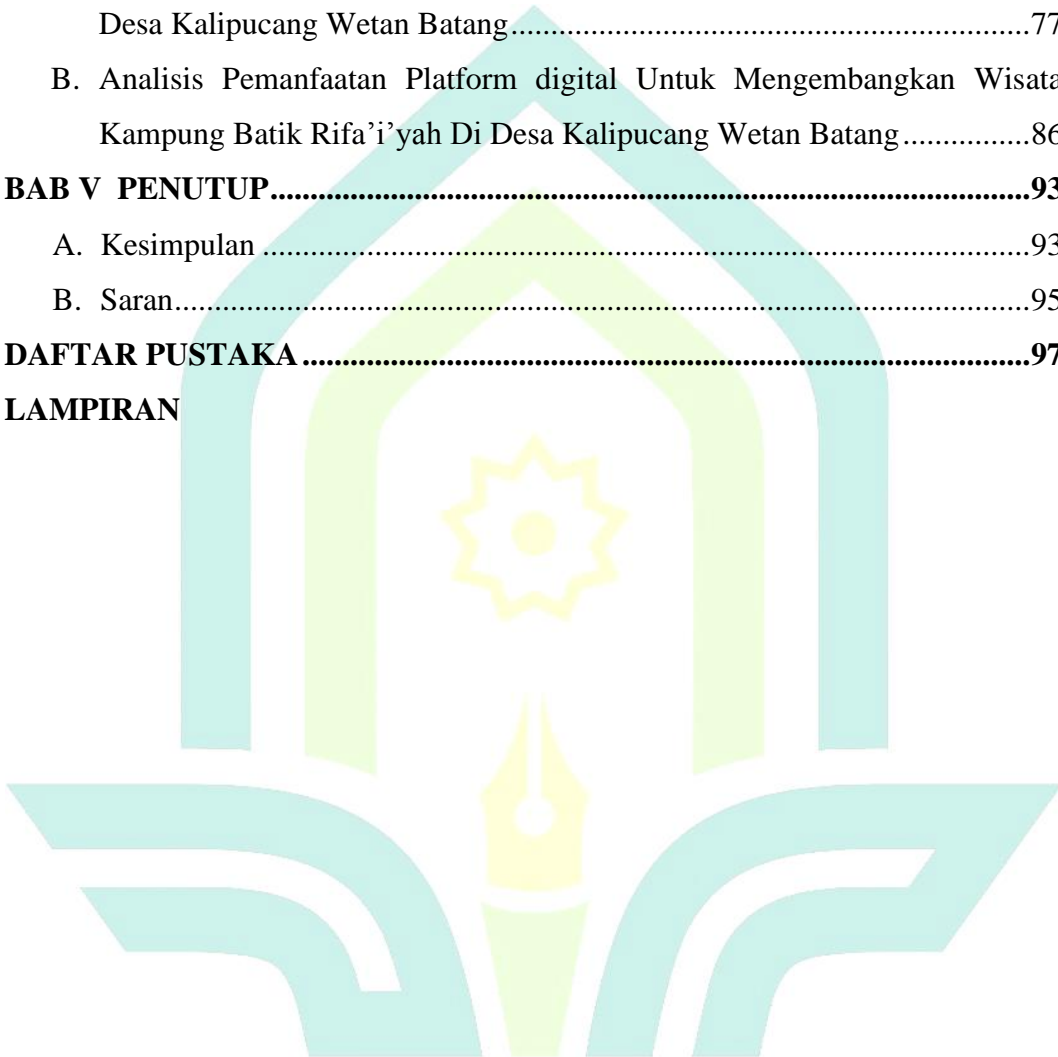 Desa Kalipucang Wetan Batang.................................................................77
B. Analisis Pemanfaatan Platform digital Untuk Mengembangkan Wisata
Kampung Batik Rifa’i’yah Di Desa Kalipucang Wetan Batang................86
BAB V PENUTUP................................................................................................93
A. Kesimpulan.................................................................................................93
B. Saran............................................................................................................95
DAFTAR PUSTAKA............................................................................................97
LAMPIRAN